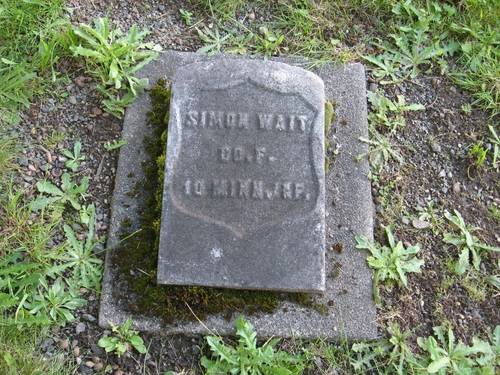 SIMON WAIT
CO. F.
10 MINN. INF.